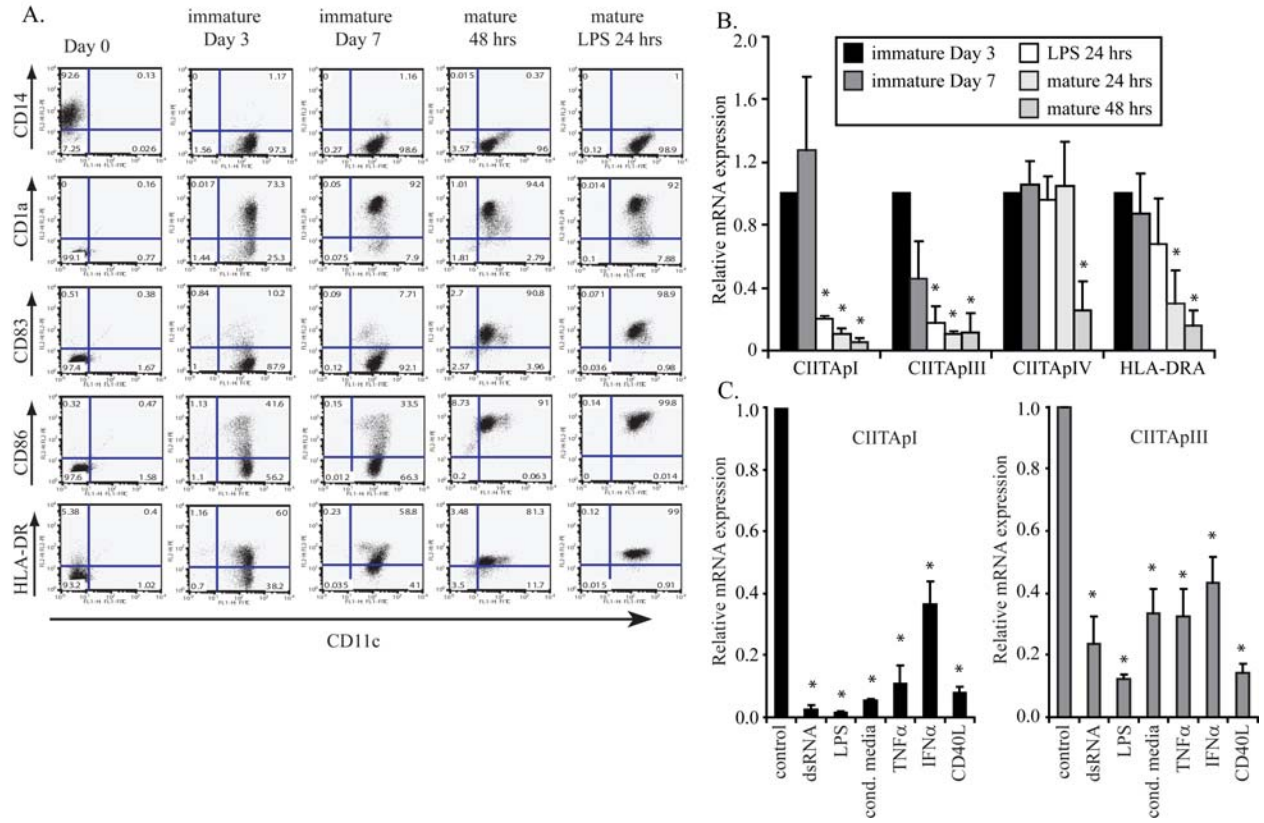 A.
immature
immature
mature
mature
Day 0
Day 3
Day 7
48 hrs
LPS 24 hrs
CD14
92.6 0.13
7.25 0.026
0 1.17
1.56 97.3
0 1.16
0.27 98.6
0.015 0.37
3.57 96
0 1
0.12 98.9
CD1a
0 0.16
99.1 0.77
0.017 73.3
1.44 25.3
0.05 92
0.075 7.9
1.01 94.4
1.81 2.79
0.014 92
0.1 7.88
CD83
0.51 0.38
97.4 1.67
0.84 10.2
1 87.9
0.09 7.71
0.12 92.1
2.7 90.8
2.57 3.96
0.071 98.9
0.036 0.98
CD86
0.32 0.47
97.6 1.58
1.13 41.6
1.1 56.2
0.15 33.5
0.012 66.3
8.73 91
0.2 0.063
0.14 99.8
0 0.014
HLA-DR
5.38 0.4
93.2 1.02
1.16 60
0.7 38.2
0.23 58.8
0.035 41
3.48 81.3
3.5 11.7
0.12 99
0.015 0.91
CD11c
B.
Relative mRNA expression
2.0
1.6
1.2
0.8
0.4
0
immature Day 3
immature Day 7
LPS 24 hrs
mature 24 hrs
mature 48 hrs
* * *
* * *
*
* *
CIITApI CIITApIII CIITApIV HLA-DRA
C.
Relative mRNA expression
1.0
0.8
0.6
0.4
0.2
0.0
CIITApI
* * * * * *
control
dsRNA
LPS
cond. media
TNFα
IFNα
CD40L
Relative mRNA expression
1.0
0.8
0.6
0.4
0.2
0.0
CIITApIII
* * * * * *
control
dsRNA
LPS
cond. media
TNFα
IFNα
CD40L